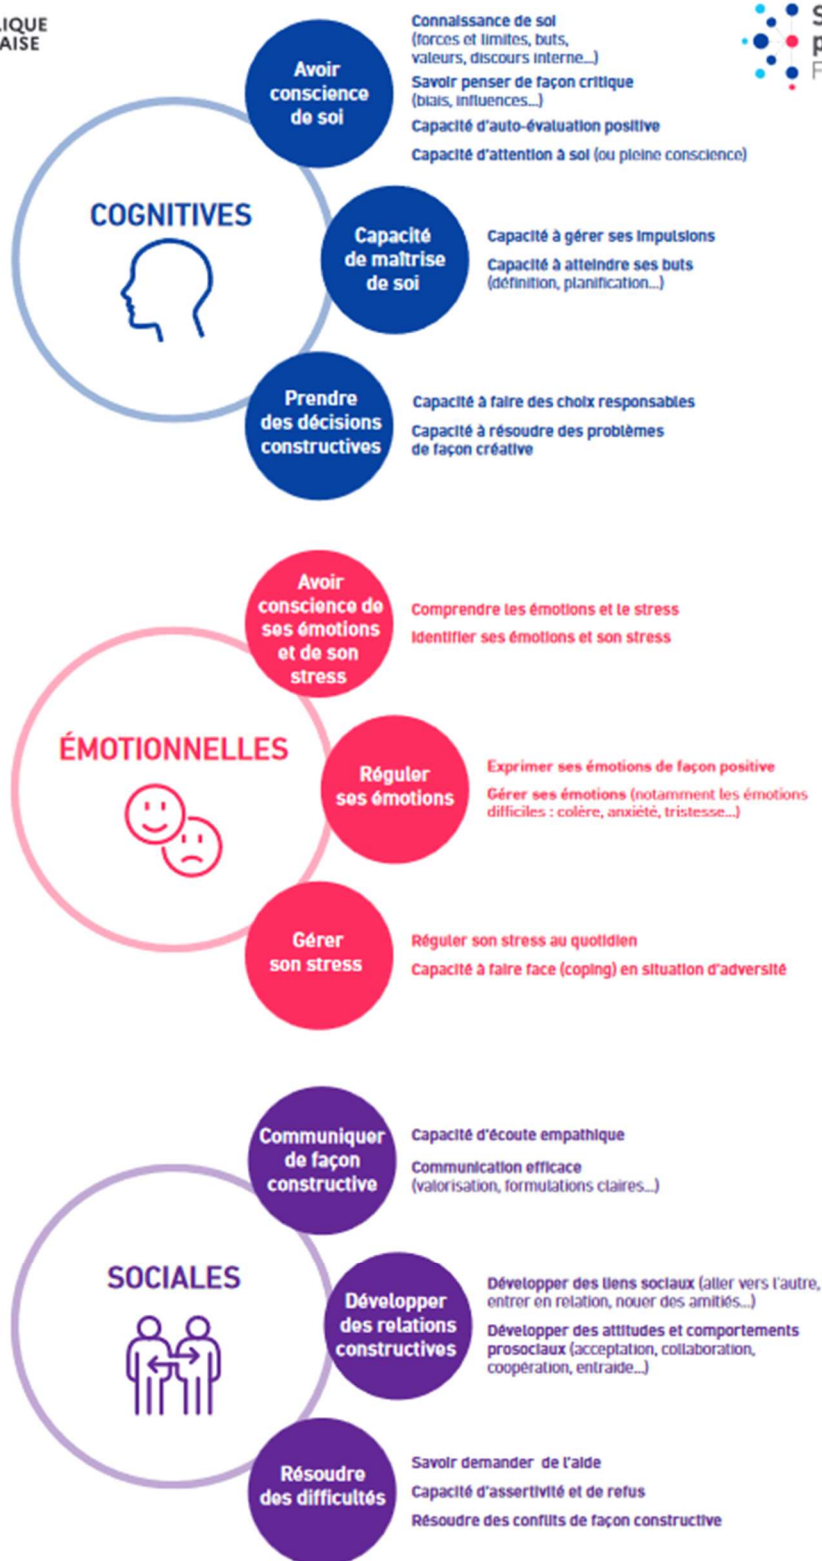 LIQUE
AISE
S
p
F
Avoir
conscience
de soi
Connaissance de soi
(forces et limites, buts,
valeurs, discours interne...)
Savoir penser de façon critique
(biais, influences...)
Capacité d'auto-évaluation positive
Capacité d'attention à soi (ou pleine conscience)
COGNITIVES
Capacité
de maîtrise
de soi
Capacité à gérer ses impulsions
Capacité à atteindre ses buts
(définition, planification...)
Prendre
des décisions
constructives
Capacité à faire des choix responsables
Capacité à résoudre des problèmes
de façon créative
Avoir
conscience de
ses émotions
et de son
stress
Comprendre les émotions et le stress
Identifier ses émotions et son stress
ÉMOTIONNELLES
Réguler
ses émotions
Exprimer ses émotions de façon positive
Gérer ses émotions (notamment les émotions
difficiles : colère, anxiété, tristesse...)
Gérer
son stress
Réguler son stress au quotidien
Capacité à faire face (coping) en situation d'adversité
Communiquer
de façon
constructive
Capacité d'écoute empathique
Communication efficace
(valorisation, formulations claires...)
SOCIALES
Développer
des relations
constructives
Développer des liens sociaux (aller vers l'autre,
entrer en relation, nouer des amitiés...)
Développer des attitudes et comportements
prosociaux (acceptation, collaboration,
coopération, entraide...)
Résoudre
des difficultés
Savoir demander de l'aide
Capacité d'assertivité et de refus
Résoudre des conflits de façon constructive